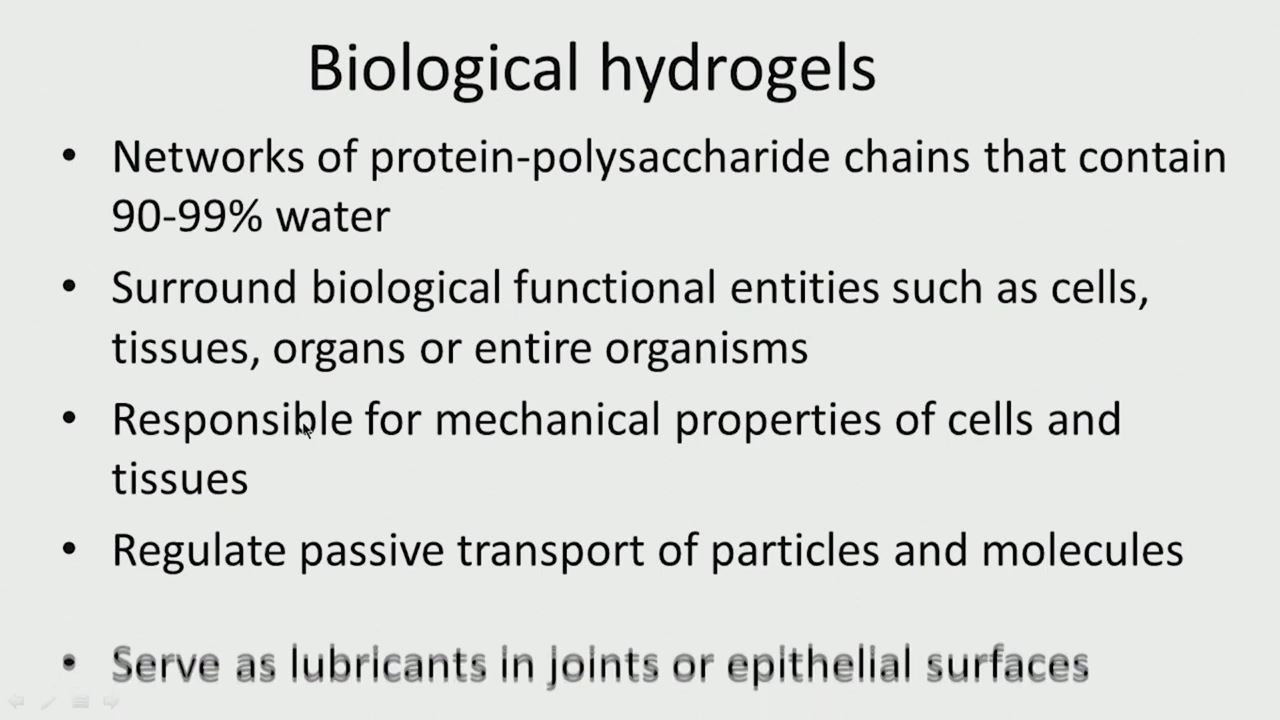 Biological hydrogels
• Networks of protein-polysaccharide chains that contain
90-99% water
• Surround biological functional entities such as cells,
tissues, organs or entire organisms
• Responsible for mechanical properties of cells and
tissues
• Regulate passive transport of particles and molecules
• Serve as lubricants in joints or epithelial surfaces